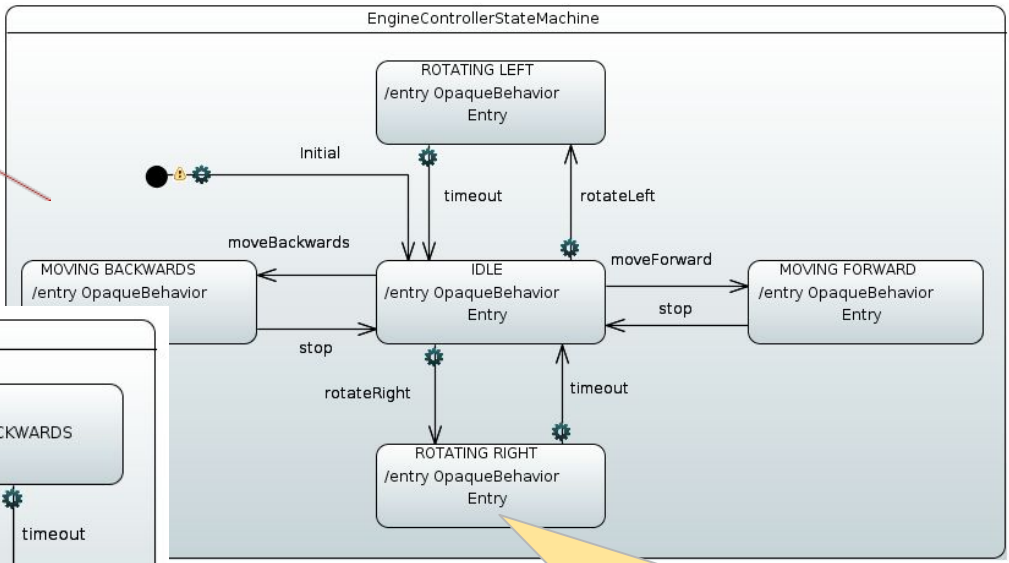 EngineControllerStateMachine
ROTATING LEFT
/entry OpaqueBehavior
Entry
Initial
timeout
rotateLeft
moveBackwards
moveForward
MOVING BACKWARDS
/entry OpaqueBehavior
IDLE
/entry OpaqueBehavior
Entry
MOVING FORWARD
/entry OpaqueBehavior
Entry
stop
stop
rotateRight
timeout
ROTATING RIGHT
/entry OpaqueBehavior
Entry
CKWARDS
timeout